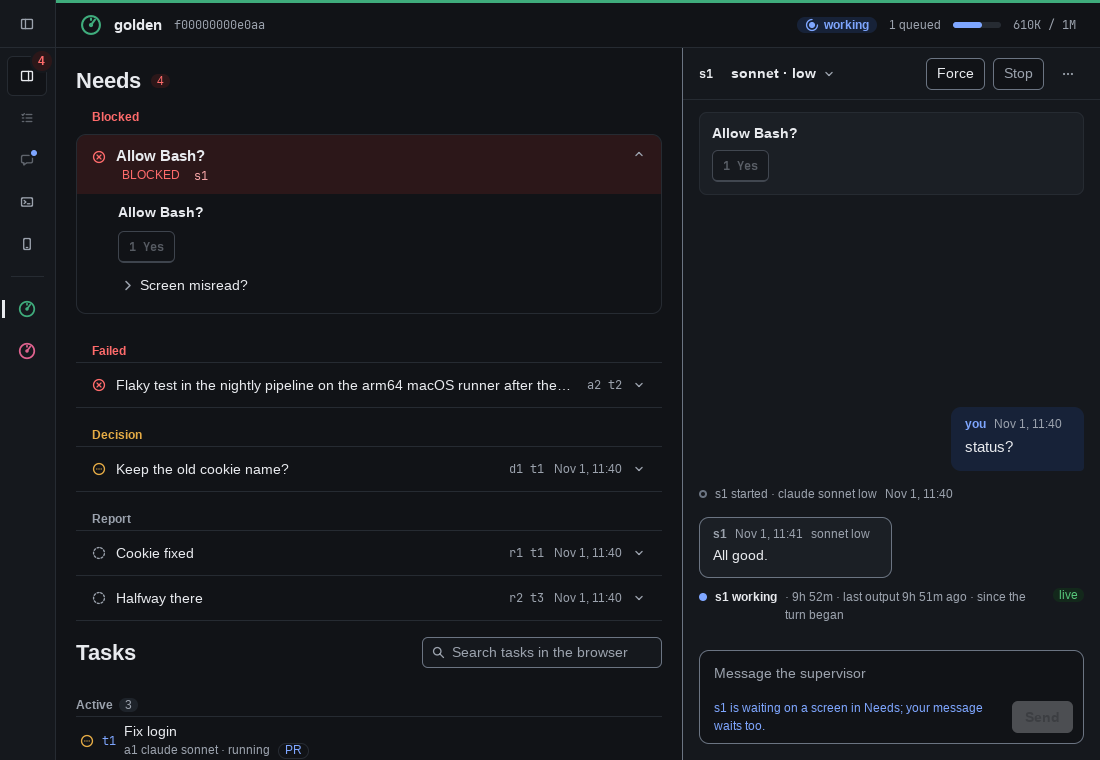 golden f00000000e0aa
working 1 queued 610K / 1M
4
Needs 4
Blocked
Allow Bash?
BLOCKED s1
Allow Bash?
1 Yes
Screen misread?
Failed
Flaky test in the nightly pipeline on the arm64 macOS runner after the… a2 t2
Decision
Keep the old cookie name? d1 t1 Nov 1, 11:40
Report
Cookie fixed r1 t1 Nov 1, 11:40
Halfway there r2 t3 Nov 1, 11:40
Tasks
Search tasks in the browser
Active 3
t1 Fix login
a1 claude sonnet · running PR
s1 sonnet · low Force Stop
Allow Bash?
1 Yes
you Nov 1, 11:40
status?
s1 started · claude sonnet low Nov 1, 11:40
s1 Nov 1, 11:41 sonnet low
All good.
s1 working · 9h 52m · last output 9h 51m ago · since the live
turn began
Message the supervisor
s1 is waiting on a screen in Needs; your message
waits too.
Send